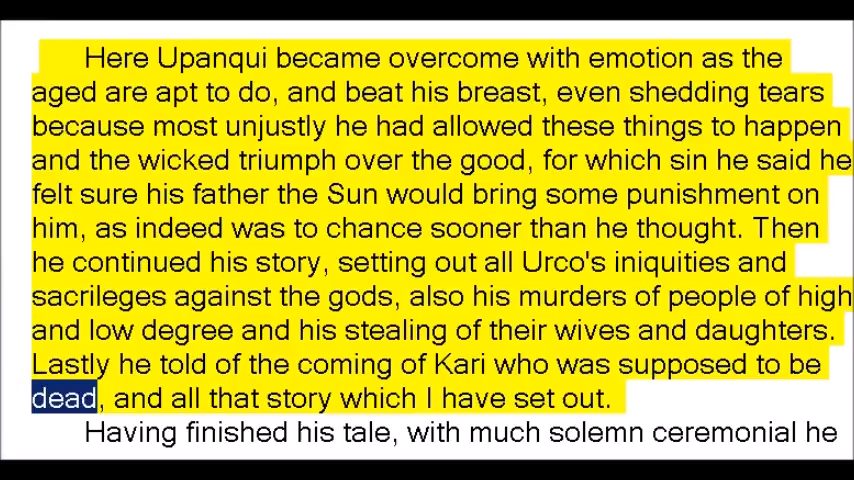 Here Upanqui became overcome with emotion as the
aged are apt to do, and beat his breast, even shedding tears
because most unjustly he had allowed these things to happen
and the wicked triumph over the good, for which sin he said he
felt sure his father the Sun would bring some punishment on
him, as indeed was to chance sooner than he thought. Then
he continued his story, setting out all Urco's iniquities and
sacrileges against the gods, also his murders of people of high
and low degree and his stealing of their wives and daughters.
Lastly he told of the coming of Kari who was supposed to be
dead, and all that story which I have set out.
Having finished his tale, with much solemn ceremonial he